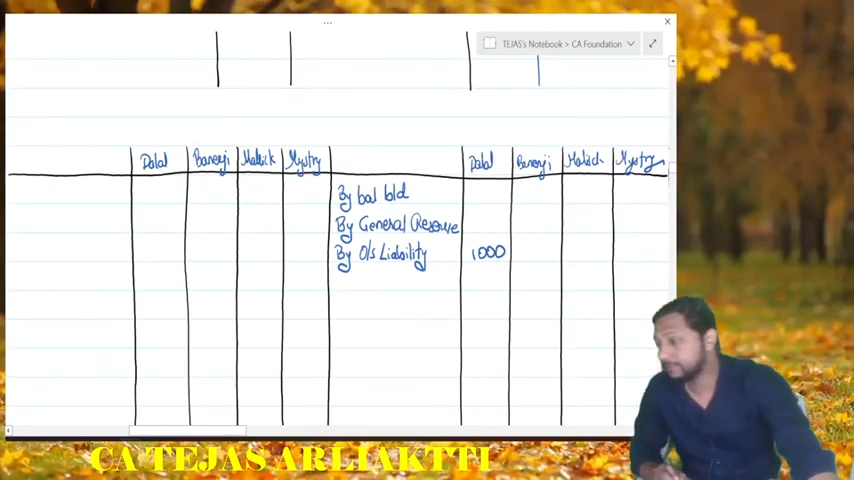 TEJAS's Notebook > CA Foundation
Dalal Banerji Mallick Mystry Dalal Banerji Mallick Mystry
By bal b/d
By General Reserve
By O/s Liability 1000
CA TEJAS ARLIAKTTI